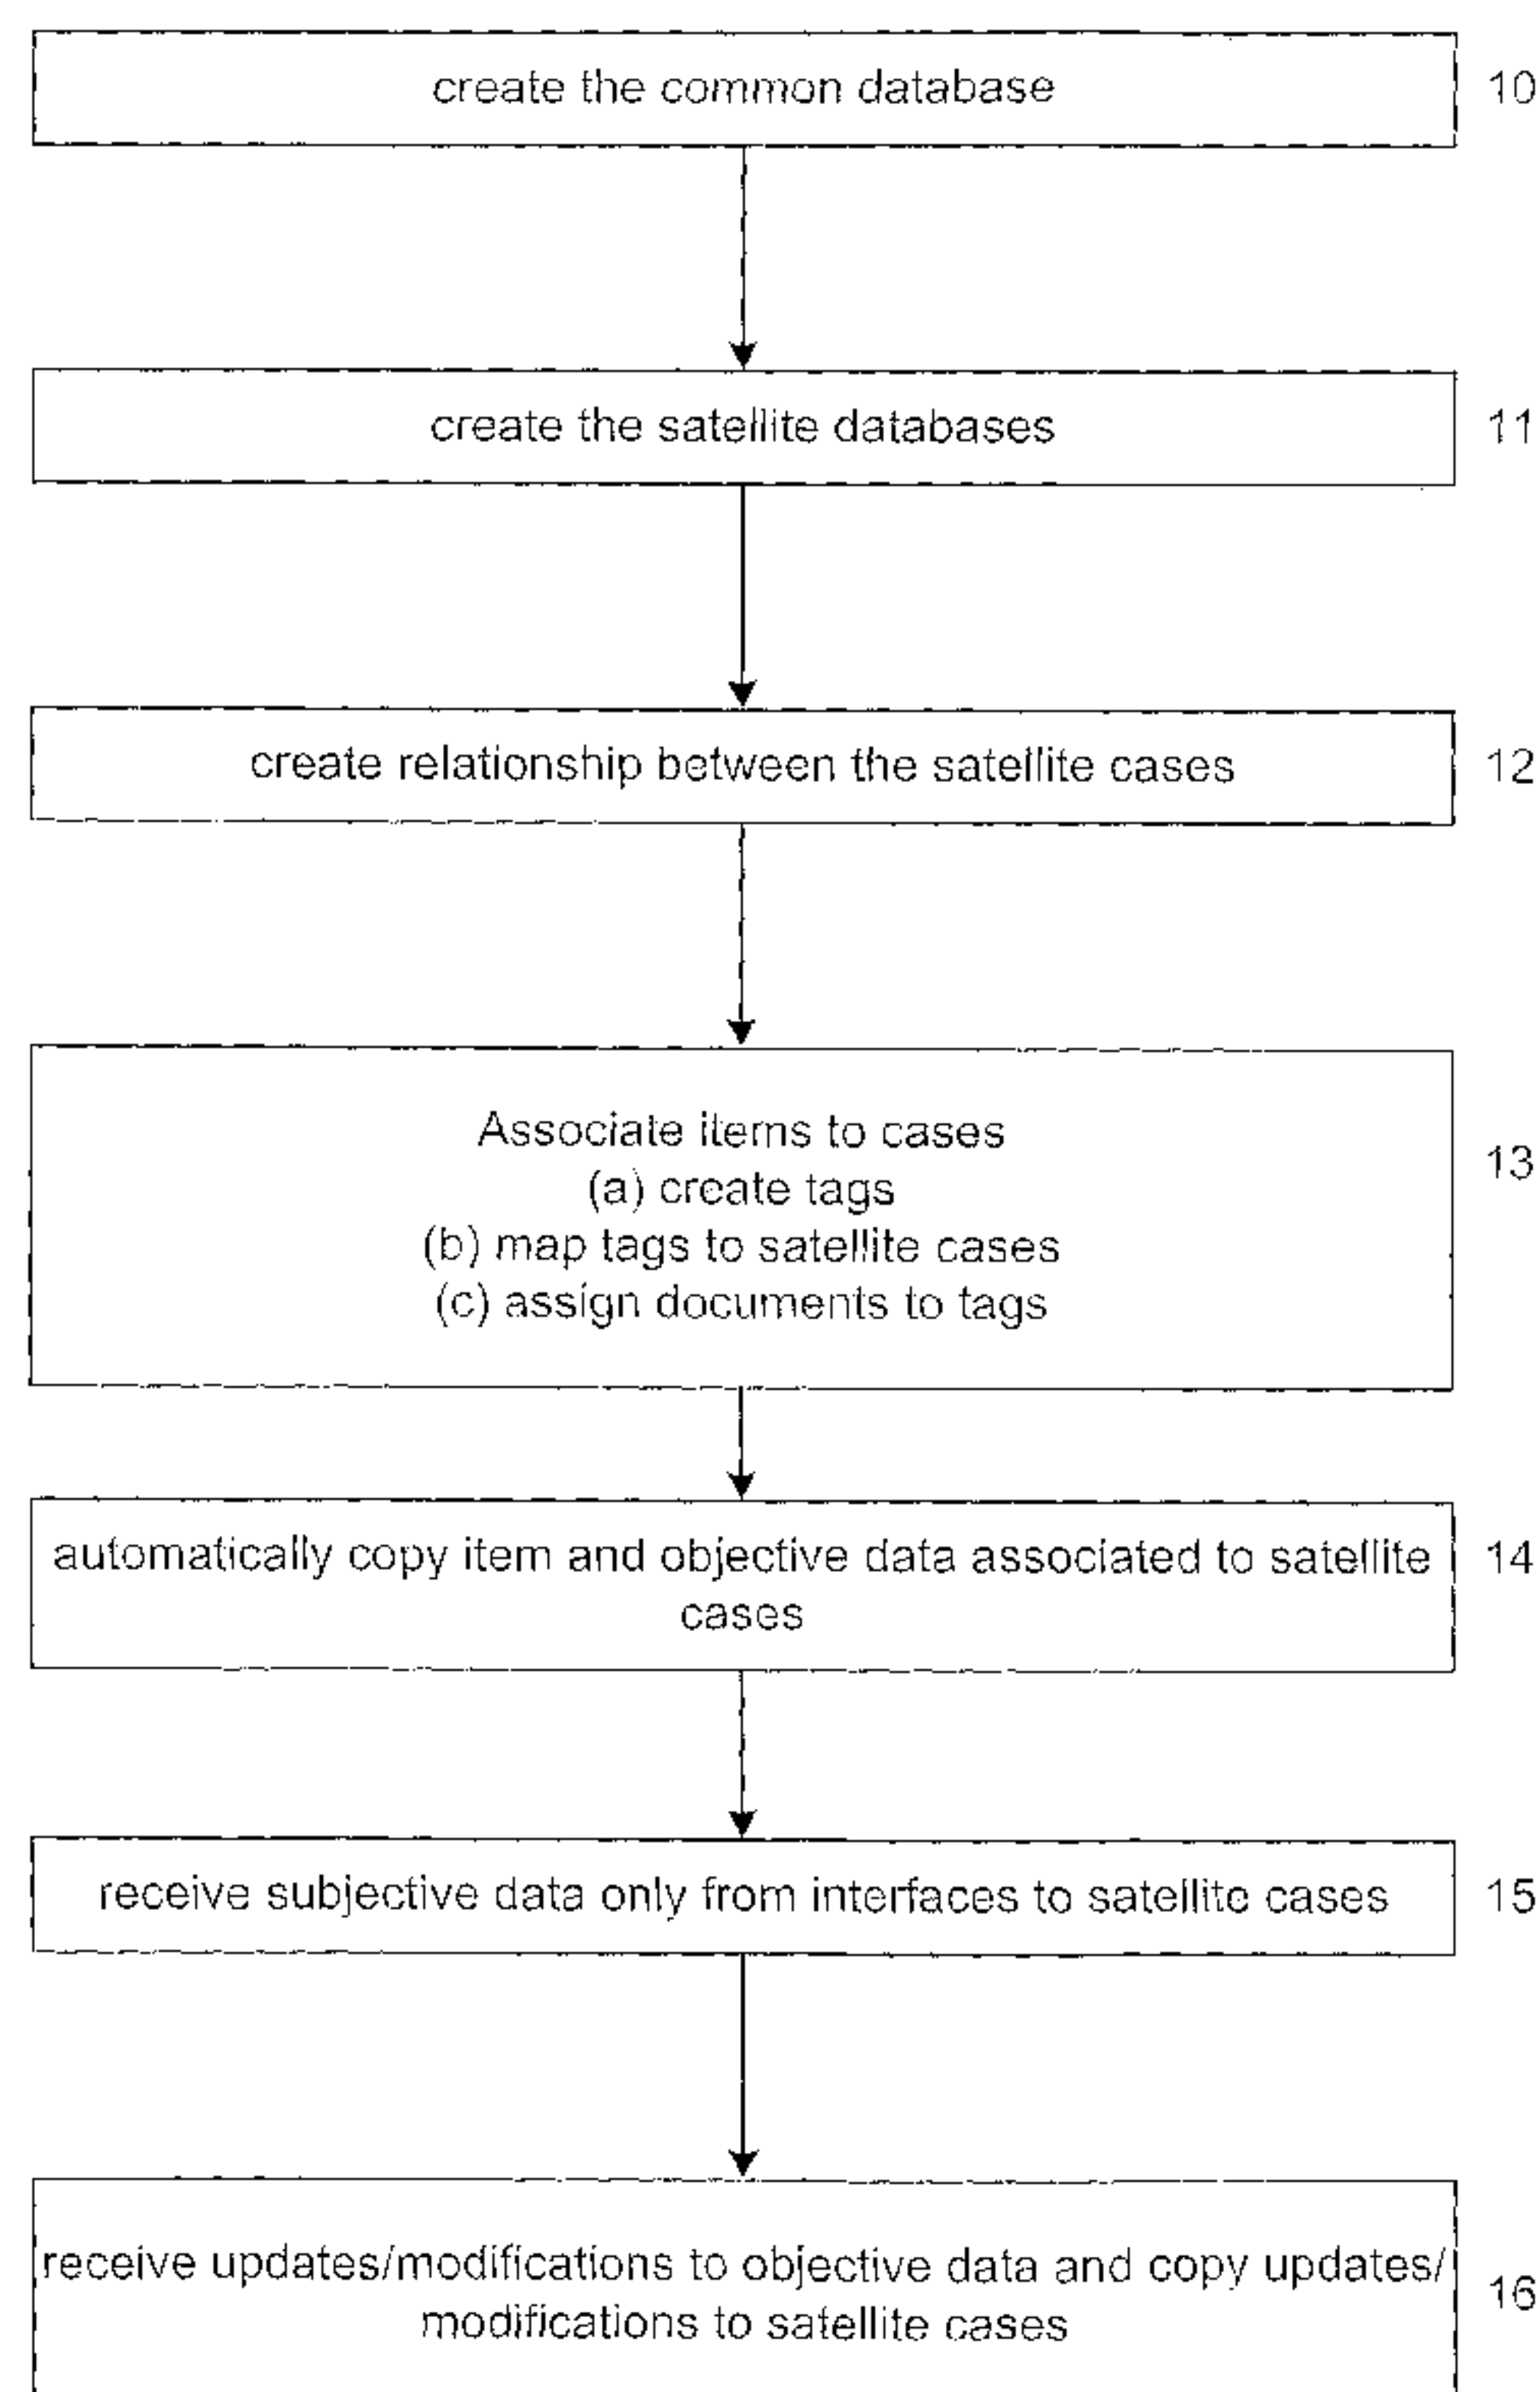 create the common database 10
create the satellite databases 11
create relationship between the satellite cases 12
Associate items to cases
(a) create tags
13
(b) map tags to satellite cases
(c) assign documents to tags
automatically copy item and objective data associated to satellite 14
cases
receive subjective data only from interfaces to satellite cases 15
receive updates/modifications to objective data and copy updates/
16
modifications to satellite cases